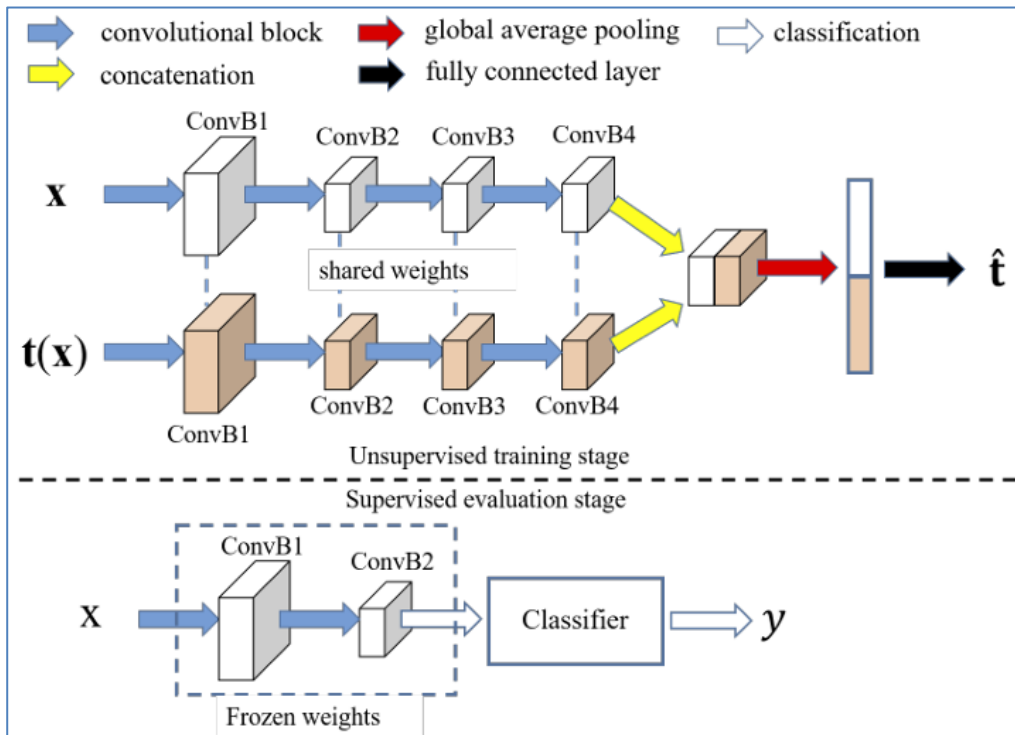 convolutional block
global average pooling
classification
concatenation
fully connected layer
ConvB1
ConvB2
ConvB3
ConvB4
x
shared weights
t̂
t(x)
ConvB1
ConvB2
ConvB3
ConvB4
Unsupervised training stage
Supervised evaluation stage
ConvB1
ConvB2
x
Classifier
y
Frozen weights